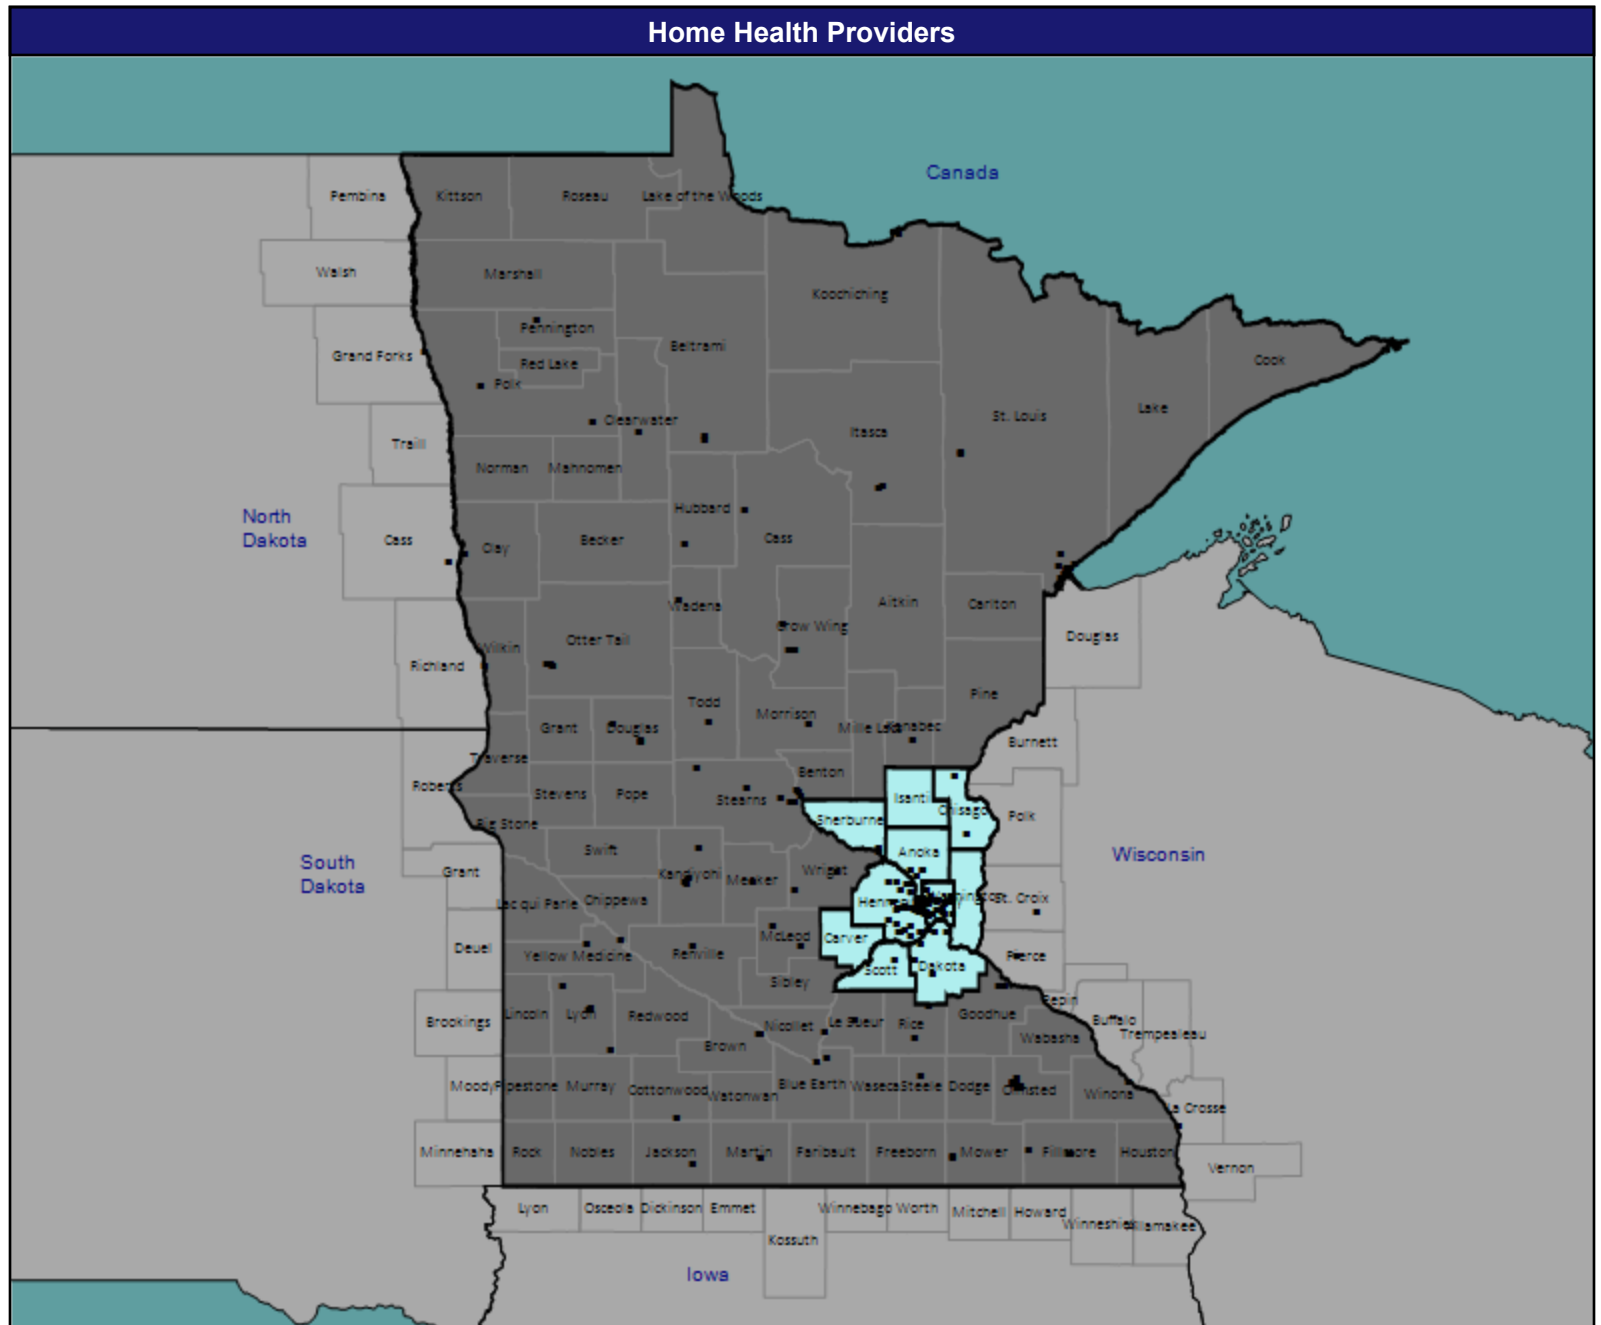 Home Health Providers
Canada
Pembina
Kittson
Roseau
Lake of the Woods
Walsh
Marshall
Koochiching
Pennington
Grand Forks
Beltrami
Red Lake
Cook
Polk
Clearwater
St. Louis
Lake
Itasca
Traill
Norman
Mahnomen
North
Dakota
Hubbard
Cass
Cass
Clay
Becker
Wadena
Aitkin
Carlton
Crow Wing
Douglas
Otter Tail
Wilkin
Richland
Pine
Todd
Morrison
Grant
Douglas
Mille Lacs
Kanabec
Burnett
Traverse
Benton
Roberts
Stevens
Pope
Stearns
Isanti
Chisago
Polk
Sherburne
Big Stone
Swift
Anoka
South
Dakota
Wisconsin
Grant
Kandiyohi
Meeker
Wright
Lac qui Parle
Chippewa
Hennepin
Washington
St. Croix
Deuel
McLeod
Carver
Yellow Medicine
Renville
Pierce
Scott
Dakota
Sibley
Pepin
Brookings
Lincoln
Lyon
Redwood
Nicollet
Le Sueur
Rice
Goodhue
Buffalo
Trempealeau
Brown
Wabasha
Moody
Pipestone
Murray
Cottonwood
Watonwan
Blue Earth
Waseca
Steele
Dodge
Olmsted
Winona
La Crosse
Minnehaha
Rock
Nobles
Jackson
Martin
Faribault
Freeborn
Mower
Fillmore
Houston
Vernon
Lyon
Osceola
Dickinson
Emmet
Winnebago
Worth
Mitchell
Howard
Kossuth
Iowa